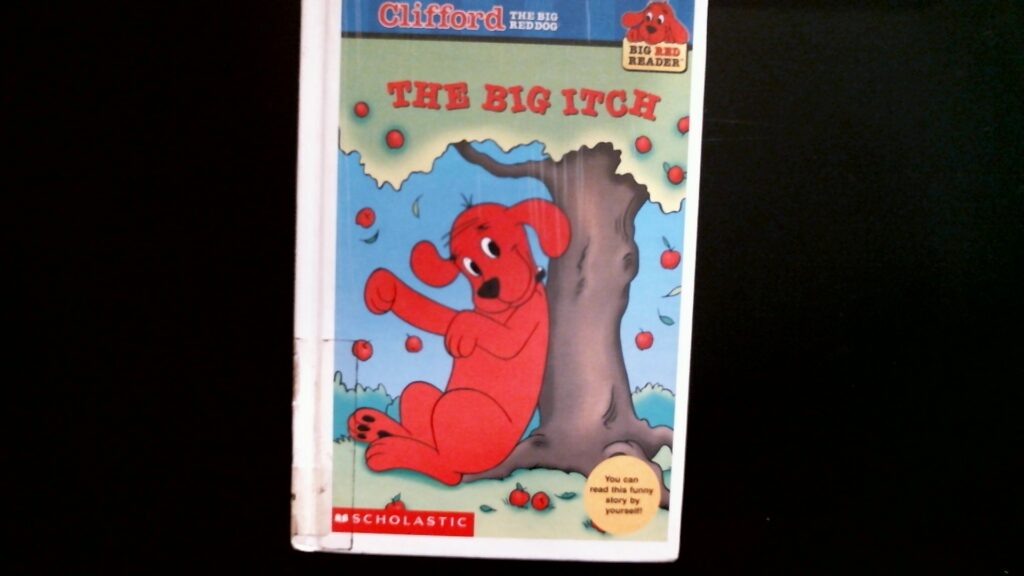 Clifford THE BIG
RED DOG
BIG RED
READER™
THE BIG ITCH
You can
read this funny
story by
yourself!
SCHOLASTIC